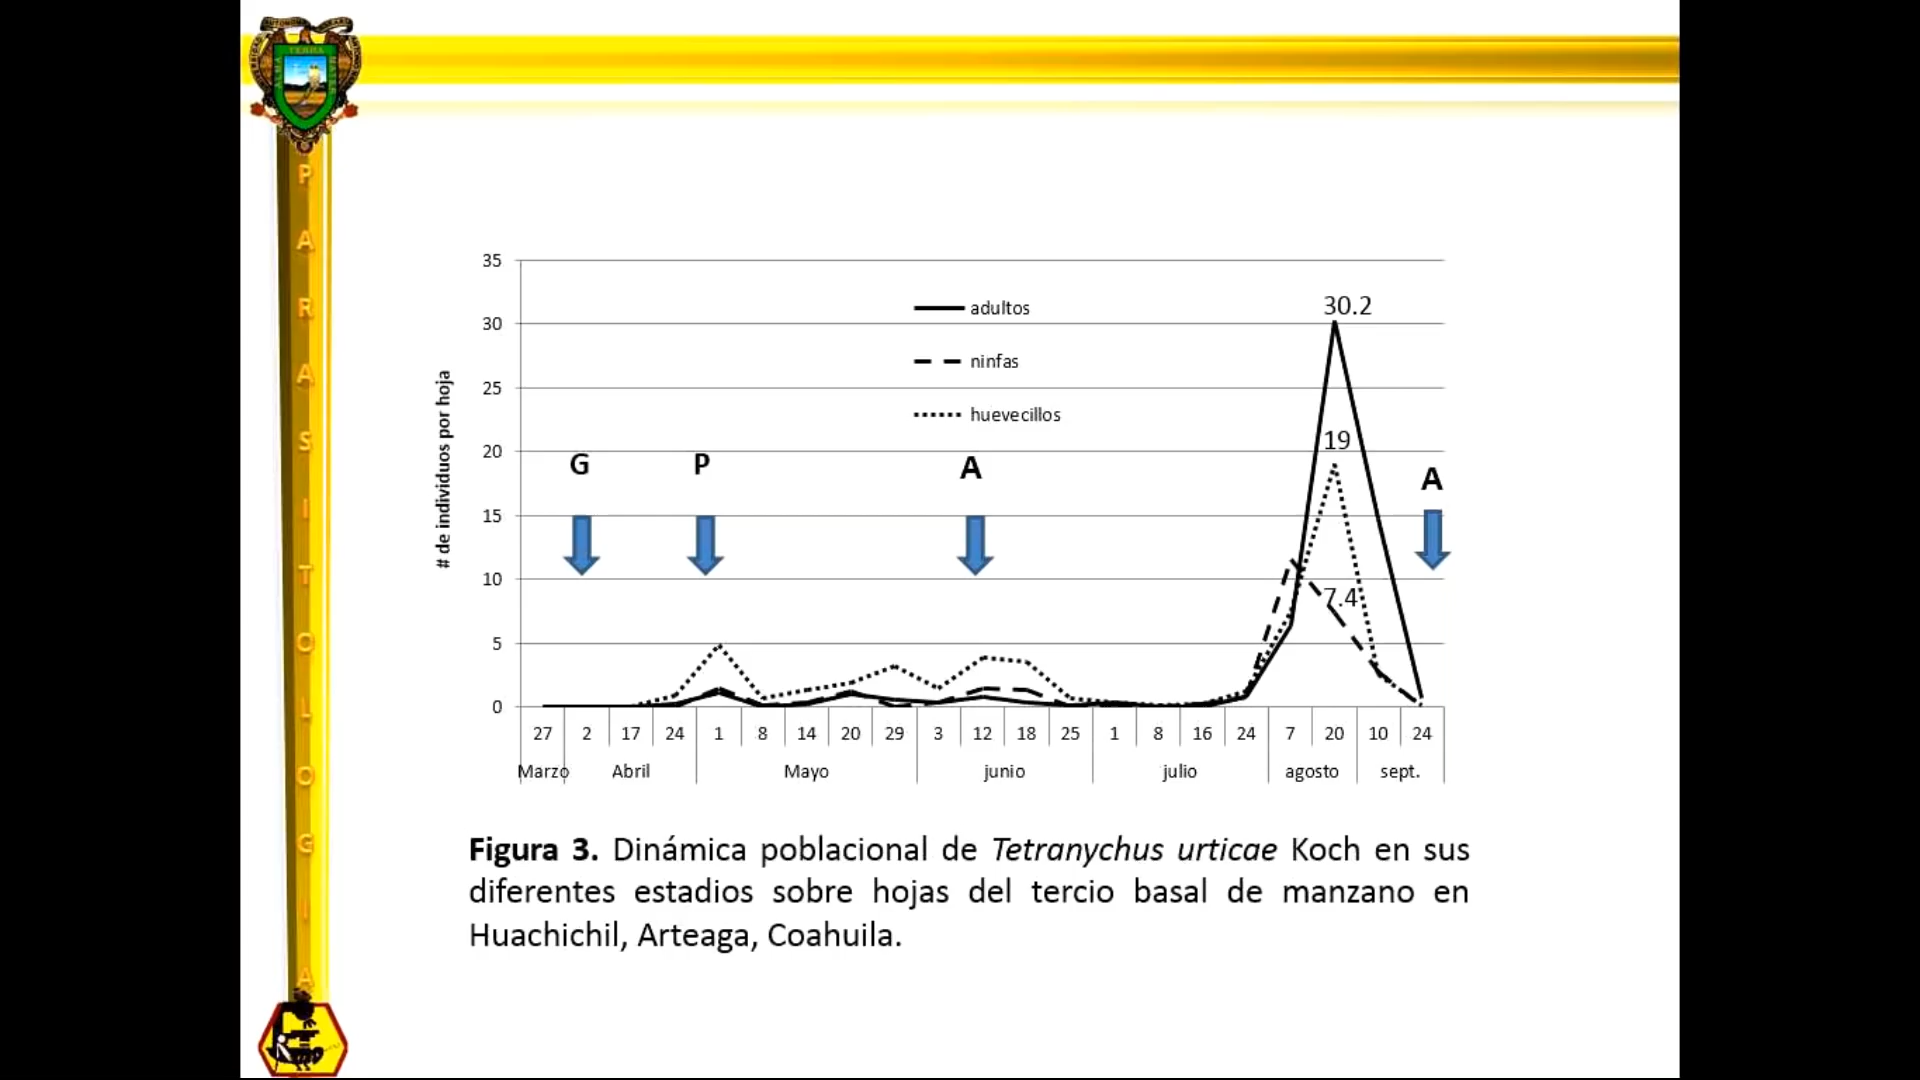 TERRA
ALMA
MATER
P
A
R
A
S
I
T
O
L
O
G
I
A
35
30
25
20
15
10
5
0
# de individuos por hoja
adultos
ninfas
huevecillos
30.2
19
7.4
G P A A
27 2 17 24 1 8 14 20 29 3 12 18 25 1 8 16 24 7 20 10 24
Marzo Abril Mayo junio julio agosto sept.
Figura 3. Dinámica poblacional de Tetranychus urticae Koch en sus
diferentes estadios sobre hojas del tercio basal de manzano en
Huachichil, Arteaga, Coahuila.